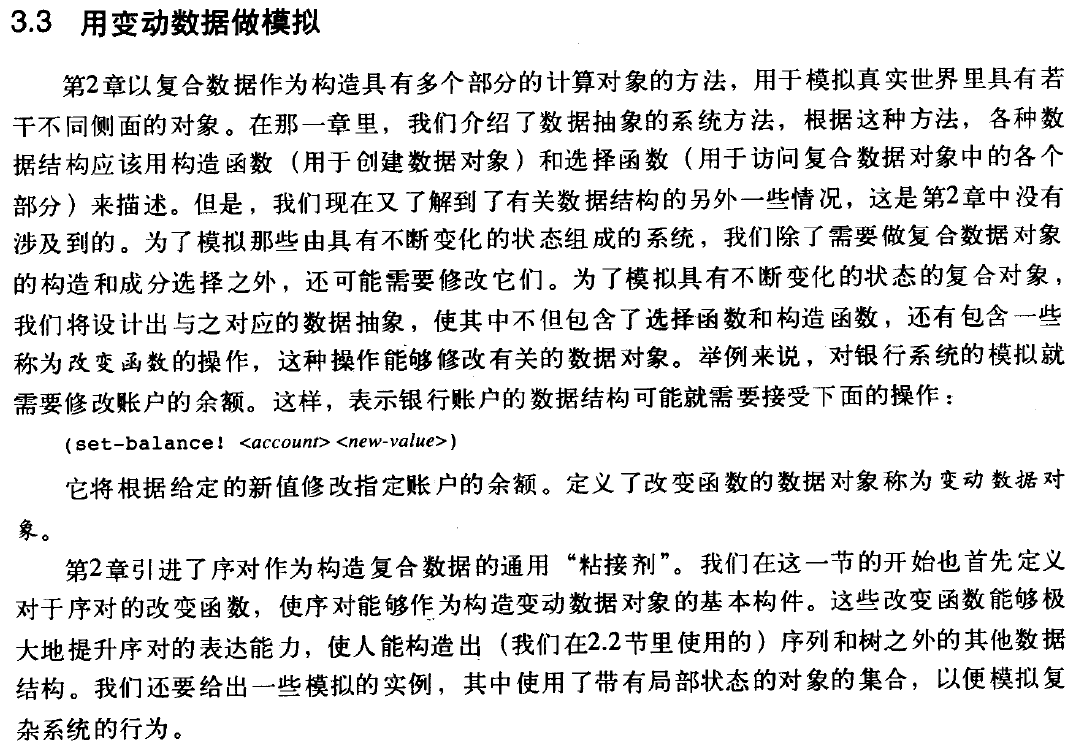 3.3 用变动数据做模拟
第2章以复合数据作为构造具有多个部分的计算对象的方法，用于模拟真实世界里具有若
干不同侧面的对象。在那一章里，我们介绍了数据抽象的系统方法，根据这种方法，各种数
据结构应该用构造函数（用于创建数据对象）和选择函数（用于访问复合数据对象中的各个
部分）来描述。但是，我们现在又了解到了有关数据结构的另外一些情况，这是第2章中没有
涉及到的。为了模拟那些由具有不断变化的状态组成的系统，我们除了需要做复合数据对象
的构造和成分选择之外，还可能需要修改它们。为了模拟具有不断变化的状态的复合对象，
我们将设计出与之对应的数据抽象，使其中不但包含了选择函数和构造函数，还有包含一些
称为改变函数的操作，这种操作能够修改有关的数据对象。举例来说，对银行系统的模拟就
需要修改账户的余额。这样，表示银行账户的数据结构可能就需要接受下面的操作：
(set-balance! <account> <new-value>)
它将根据给定的新值修改指定账户的余额。定义了改变函数的数据对象称为变动数据对
象。
第2章引进了序对作为构造复合数据的通用“粘接剂”。我们在这一节的开始也首先定义
对于序对的改变函数，使序对能够作为构造变动数据对象的基本构件。这些改变函数能够极
大地提升序对的表达能力，使人能构造出（我们在2.2节里使用的）序列和树之外的其他数据
结构。我们还要给出一些模拟的实例，其中使用了带有局部状态的对象的集合，以便模拟复
杂系统的行为。